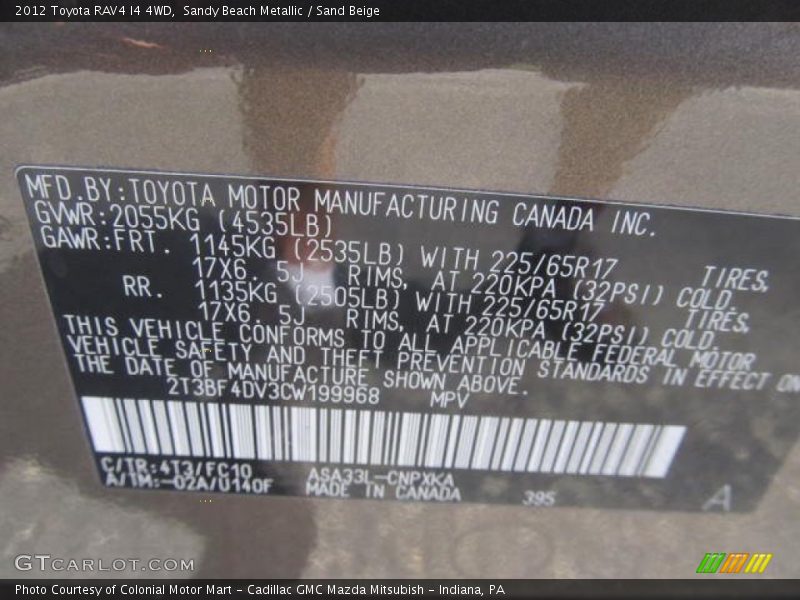 2012 Toyota RAV4 I4 4WD, Sandy Beach Metallic / Sand Beige
MFD.BY:TOYOTA MOTOR MANUFACTURING CANADA INC.
GVWR:2055KG (4535LB)
GAWR:FRT. 1145KG (2535LB) WITH 225/65R17 TIRES,
17X6. 5J RIMS, AT 220KPA (32PSI) COLD.
RR. 1135KG (2505LB) WITH 225/65R17 TIRES,
17X6. 5J RIMS, AT 220KPA (32PSI) COLD.
THIS VEHICLE CONFORMS TO ALL APPLICABLE FEDERAL MOTOR
VEHICLE SAFETY AND THEFT PREVENTION STANDARDS IN EFFECT ON
THE DATE OF MANUFACTURE SHOWN ABOVE.
2T3BF4DV3CW199968 MPV
C/TR:4T3/FC10 ASA33L-CNPXKA
A/TM:-02A/U140F MADE IN CANADA 395 A
GTCARLOT.COM
Photo Courtesy of Colonial Motor Mart - Cadillac GMC Mazda Mitsubish - Indiana, PA